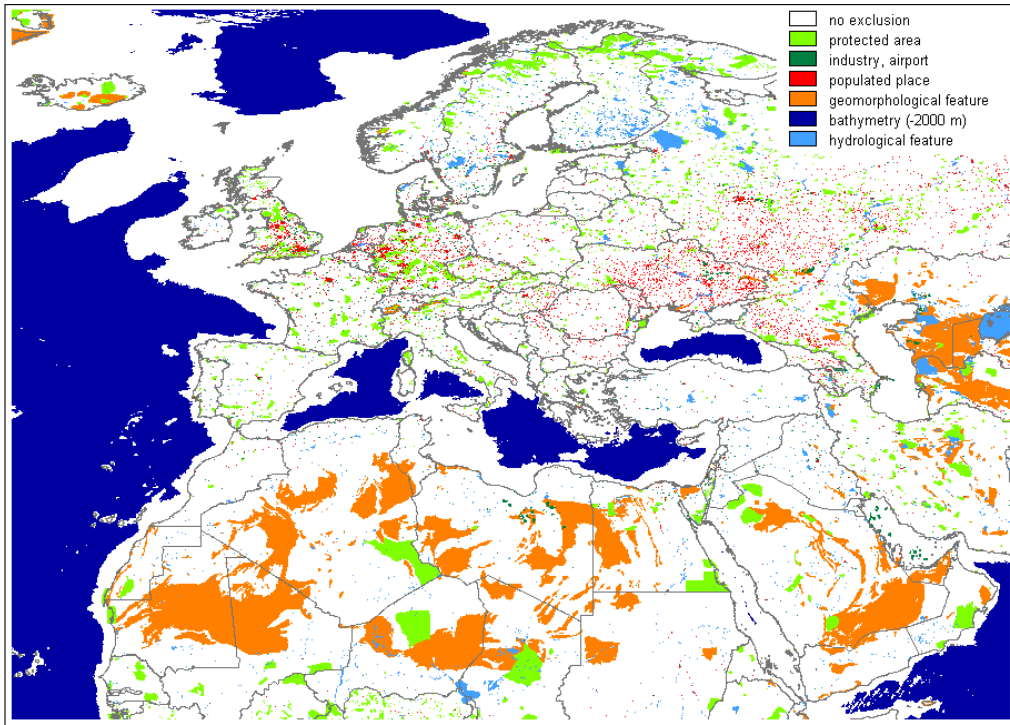 no exclusion
protected area
industry, airport
populated place
geomorphological feature
bathymetry (-2000 m)
hydrological feature